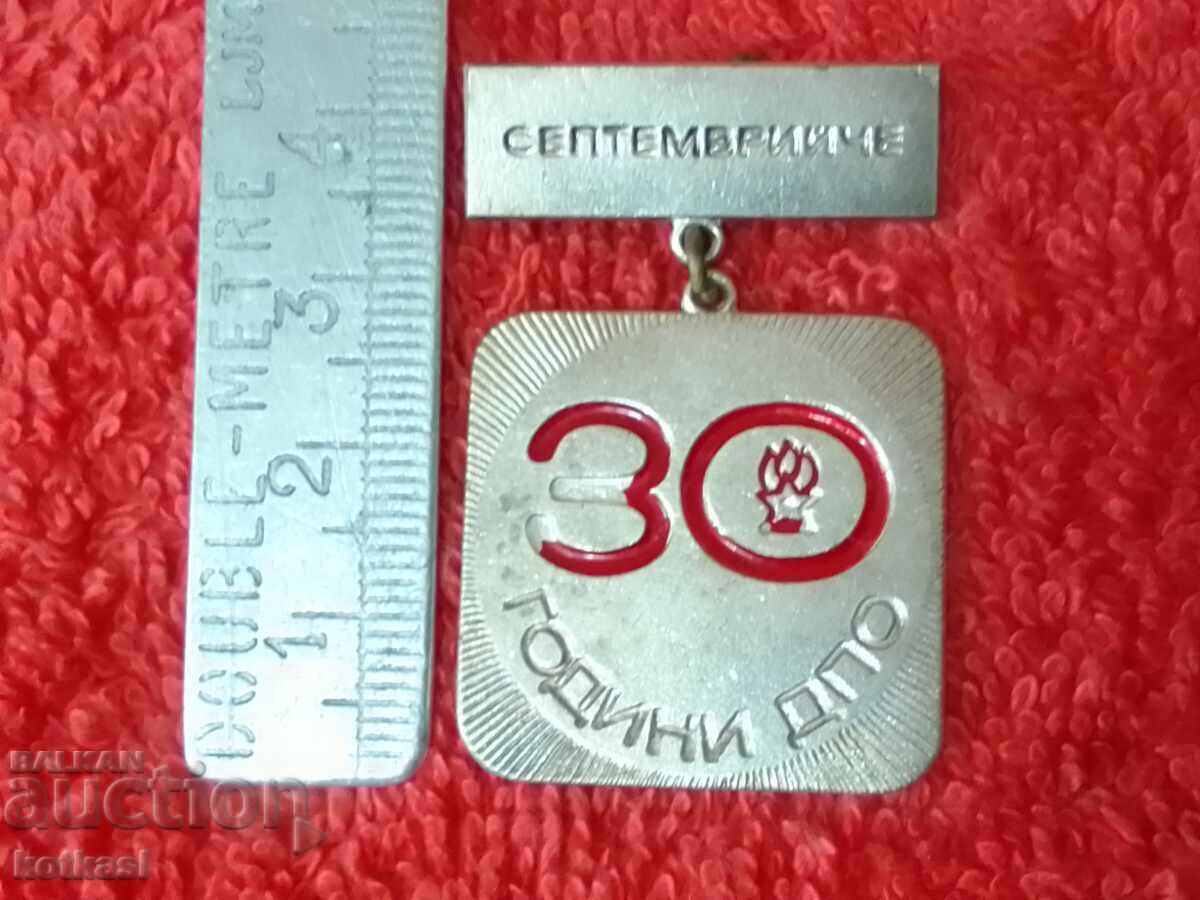 СЕПТЕМВРИЙЧЕ
30
ГОДИНИ ДПО
DOUBLE-METRE
1 2 3 4
BALKAN
auction
kotkasl